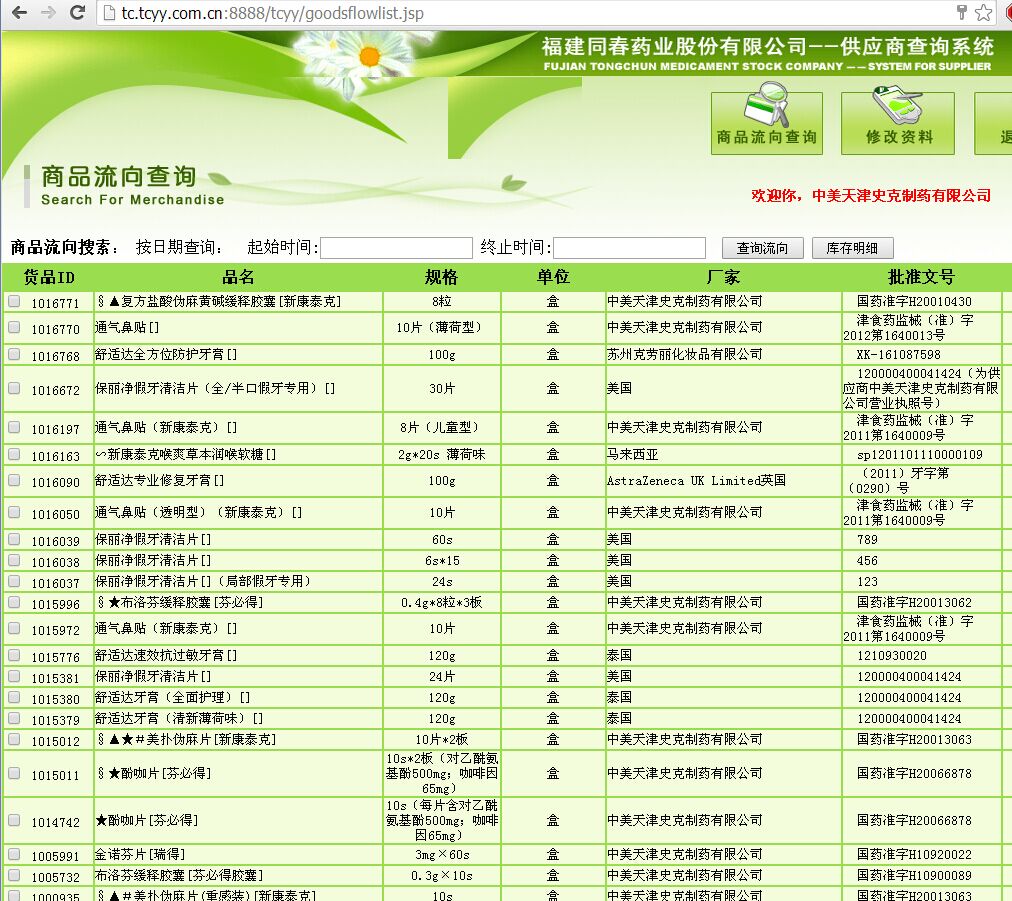 tc.tcyy.com.cn:8888/tcyy/goodsflowlist.jsp
福建同春药业股份有限公司——供应商查询系统
FUJIAN TONGCHUN MEDICAMENT STOCK COMPANY —— SYSTEM FOR SUPPLIER
商品流向查询 修改资料
商品流向查询
Search For Merchandise
欢迎你，中美天津史克制药有限公司
商品流向搜索： 按日期查询： 起始时间: 终止时间: 查询流向 库存明细
货品ID 品名 规格 单位 厂家 批准文号
1016771 §▲复方盐酸伪麻黄碱缓释胶囊[新康泰克] 8粒 盒 中美天津史克制药有限公司 国药准字H20010430
1016770 通气鼻贴[] 10片（薄荷型） 盒 中美天津史克制药有限公司 津食药监械（准）字
2012第1640013号
1016768 舒适达全方位防护牙膏[] 100g 盒 苏州克劳丽化妆品有限公司 XK-161087598
1016672 保丽净假牙清洁片（全/半口假牙专用）[] 30片 盒 美国 120000400041424（为供
应商中美天津史克制药有限
公司营业执照号）
1016197 通气鼻贴（新康泰克）[] 8片（儿童型） 盒 中美天津史克制药有限公司 津食药监械（准）字
2011第1640009号
1016163 ∽新康泰克喉爽草本润喉软糖[] 2g*20s 薄荷味 盒 马来西亚 sp1201101110000109
1016090 舒适达专业修复牙膏[] 100g 盒 AstraZeneca UK Limited英国 （2011）牙字第
（0290）号
1016050 通气鼻贴（透明型）（新康泰克）[] 10片 盒 中美天津史克制药有限公司 津食药监械（准）字
2011第1640009号
1016039 保丽净假牙清洁片[] 60s 盒 美国 789
1016038 保丽净假牙清洁片[] 6s*15 盒 美国 456
1016037 保丽净假牙清洁片[]（局部假牙专用） 24s 盒 美国 123
1015996 §★布洛芬缓释胶囊[芬必得] 0.4g*8粒*3板 盒 中美天津史克制药有限公司 国药准字H20013062
1015972 通气鼻贴（新康泰克）[] 10片 盒 中美天津史克制药有限公司 津食药监械（准）字
2011第1640009号
1015776 舒适达速效抗过敏牙膏[] 120g 盒 泰国 1210930020
1015381 保丽净假牙清洁片[] 24片 盒 美国 120000400041424
1015380 舒适达牙膏（全面护理）[] 120g 盒 泰国 120000400041424
1015379 舒适达牙膏（清新薄荷味）[] 120g 盒 泰国 120000400041424
1015012 §▲★#美扑伪麻片[新康泰克] 10片*2板 盒 中美天津史克制药有限公司 国药准字H20013063
1015011 §★酚咖片[芬必得] 10s*2板（对乙酰氨
基酚500mg；咖啡因
65mg） 盒 中美天津史克制药有限公司 国药准字H20066878
1014742 ★酚咖片[芬必得] 10s（每片含对乙酰
氨基酚500mg；咖啡
因65mg） 盒 中美天津史克制药有限公司 国药准字H20066878
1005991 金诺芬片[瑞得] 3mg×60s 盒 中美天津史克制药有限公司 国药准字H10920022
1005732 布洛芬缓释胶囊[芬必得胶囊] 0.3g×10s 盒 中美天津史克制药有限公司 国药准字H10900089
1000935 §▲#美扑伪麻片(重感装)[新康泰克] 10s 盒 中美天津史克制药有限公司 国药准字H20013063